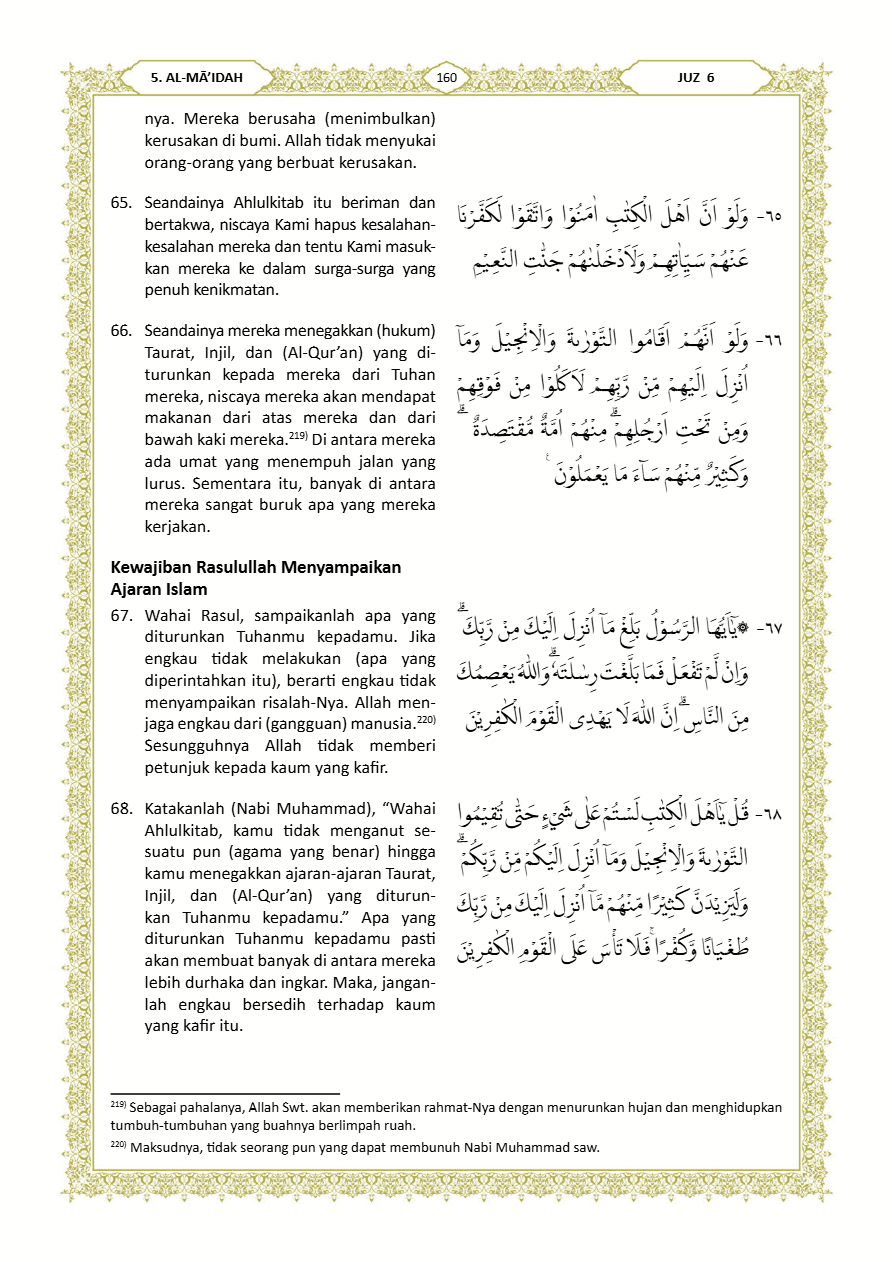 5. AL-MĀ’IDAH
160
JUZ 6
nya. Mereka berusaha (menimbulkan)
kerusakan di bumi. Allah tidak menyukai
orang-orang yang berbuat kerusakan.
65. Seandainya Ahlulkitab itu beriman dan
bertakwa, niscaya Kami hapus kesalahan-
kesalahan mereka dan tentu Kami masuk-
kan mereka ke dalam surga-surga yang
penuh kenikmatan.
٦٥- وَلَوْ اَنَّ اَهْلَ الْكِتٰبِ اٰمَنُوْا وَاتَّقَوْا لَكَفَّرْنَا
عَنْهُمْ سَيِّاٰتِهِمْ وَلَاَدْخَلْنٰهُمْ جَنّٰتِ النَّعِيْمِ
66. Seandainya mereka menegakkan (hukum)
Taurat, Injil, dan (Al-Qur’an) yang di-
turunkan kepada mereka dari Tuhan
mereka, niscaya mereka akan mendapat
makanan dari atas mereka dan dari
bawah kaki mereka.²¹⁹⁾ Di antara mereka
ada umat yang menempuh jalan yang
lurus. Sementara itu, banyak di antara
mereka sangat buruk apa yang mereka
kerjakan.
٦٦- وَلَوْ اَنَّهُمْ اَقَامُوا التَّوْرٰىةَ وَالْاِنْجِيْلَ وَمَآ
اُنْزِلَ اِلَيْهِمْ مِّنْ رَّبِّهِمْ لَاَكَلُوْا مِنْ فَوْقِهِمْ
وَمِنْ تَحْتِ اَرْجُلِهِمْۗ مِنْهُمْ اُمَّةٌ مُّقْتَصِدَةٌ ۗ
وَكَثِيْرٌ مِّنْهُمْ سَاۤءَ مَا يَعْمَلُوْنَ ࣖ
Kewajiban Rasulullah Menyampaikan
Ajaran Islam
67. Wahai Rasul, sampaikanlah apa yang
diturunkan Tuhanmu kepadamu. Jika
engkau tidak melakukan (apa yang
diperintahkan itu), berarti engkau tidak
menyampaikan risalah-Nya. Allah men-
jaga engkau dari (gangguan) manusia.²²⁰⁾
Sesungguhnya Allah tidak memberi
petunjuk kepada kaum yang kafir.
٦٧- ۞ يٰٓاَيُّهَا الرَّسُوْلُ بَلِّغْ مَآ اُنْزِلَ اِلَيْكَ مِنْ رَّبِّكَ ۗ
وَاِنْ لَّمْ تَفْعَلْ فَمَا بَلَّغْتَ رِسٰلَتَهٗ ۗوَاللّٰهُ يَعْصِمُكَ
مِنَ النَّاسِۗ اِنَّ اللّٰهَ لَا يَهْدِى الْقَوْمَ الْكٰفِرِيْنَ
68. Katakanlah (Nabi Muhammad), “Wahai
Ahlulkitab, kamu tidak menganut se-
suatu pun (agama yang benar) hingga
kamu menegakkan ajaran-ajaran Taurat,
Injil, dan (Al-Qur’an) yang diturun-
kan Tuhanmu kepadamu.” Apa yang
diturunkan Tuhanmu kepadamu pasti
akan membuat banyak di antara mereka
lebih durhaka dan ingkar. Maka, jangan-
lah engkau bersedih terhadap kaum
yang kafir itu.
٦٨- قُلْ يٰٓاَهْلَ الْكِتٰبِ لَسْتُمْ عَلٰى شَيْءٍ حَتّٰى تُقِيْمُوا
التَّوْرٰىةَ وَالْاِنْجِيْلَ وَمَآ اُنْزِلَ اِلَيْكُمْ مِّنْ رَّبِّكُمْ ۗ
وَلَيَزِيْدَنَّ كَثِيْرًا مِّنْهُمْ مَّآ اُنْزِلَ اِلَيْكَ مِنْ رَّبِّكَ
طُغْيَانًا وَّكُفْرًاۚ فَلَا تَأْسَ عَلَى الْقَوْمِ الْكٰفِرِيْنَ
²¹⁹⁾ Sebagai pahalanya, Allah Swt. akan memberikan rahmat-Nya dengan menurunkan hujan dan menghidupkan
tumbuh-tumbuhan yang buahnya berlimpah ruah.
²²⁰⁾ Maksudnya, tidak seorang pun yang dapat membunuh Nabi Muhammad saw.